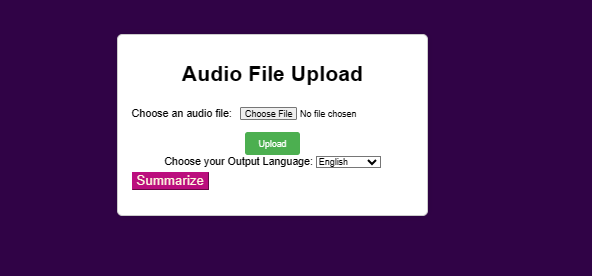 Audio File Upload
Choose an audio file: Choose File No file chosen
Upload
Choose your Output Language: English
Summarize